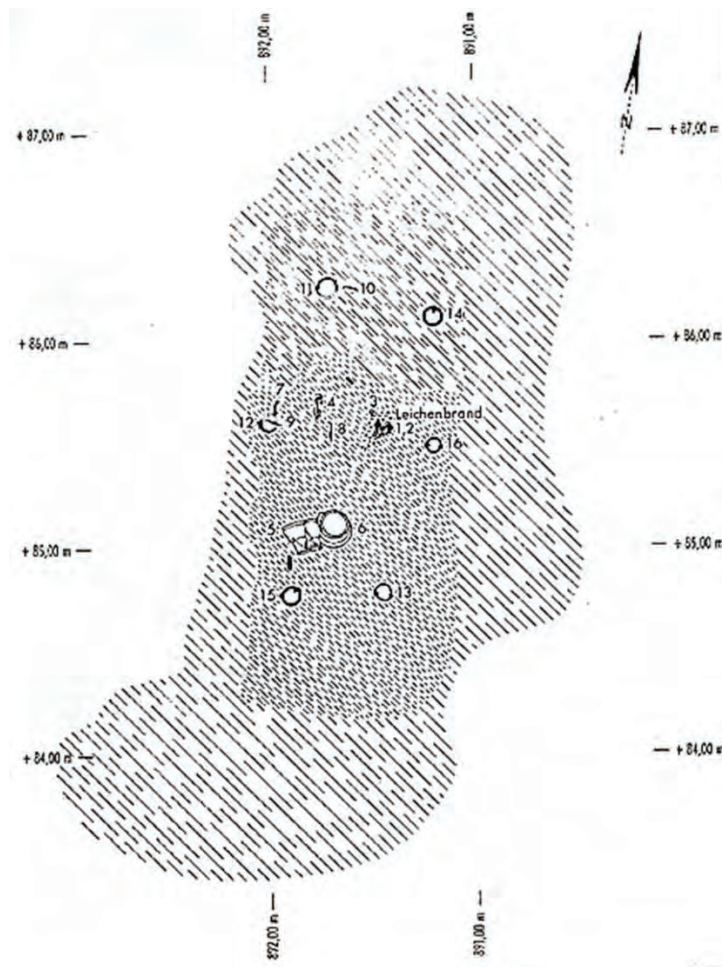 892,00 m
891,00 m
N
+ 87,00 m
+ 87,00 m
11 10
14
+ 86,00 m
+ 86,00 m
7
4
3
Leichenbrand
12 9
8
1,2
16
5
6
+ 85,00 m
+ 85,00 m
15
13
+ 84,00 m
+ 84,00 m
892,00 m
891,00 m